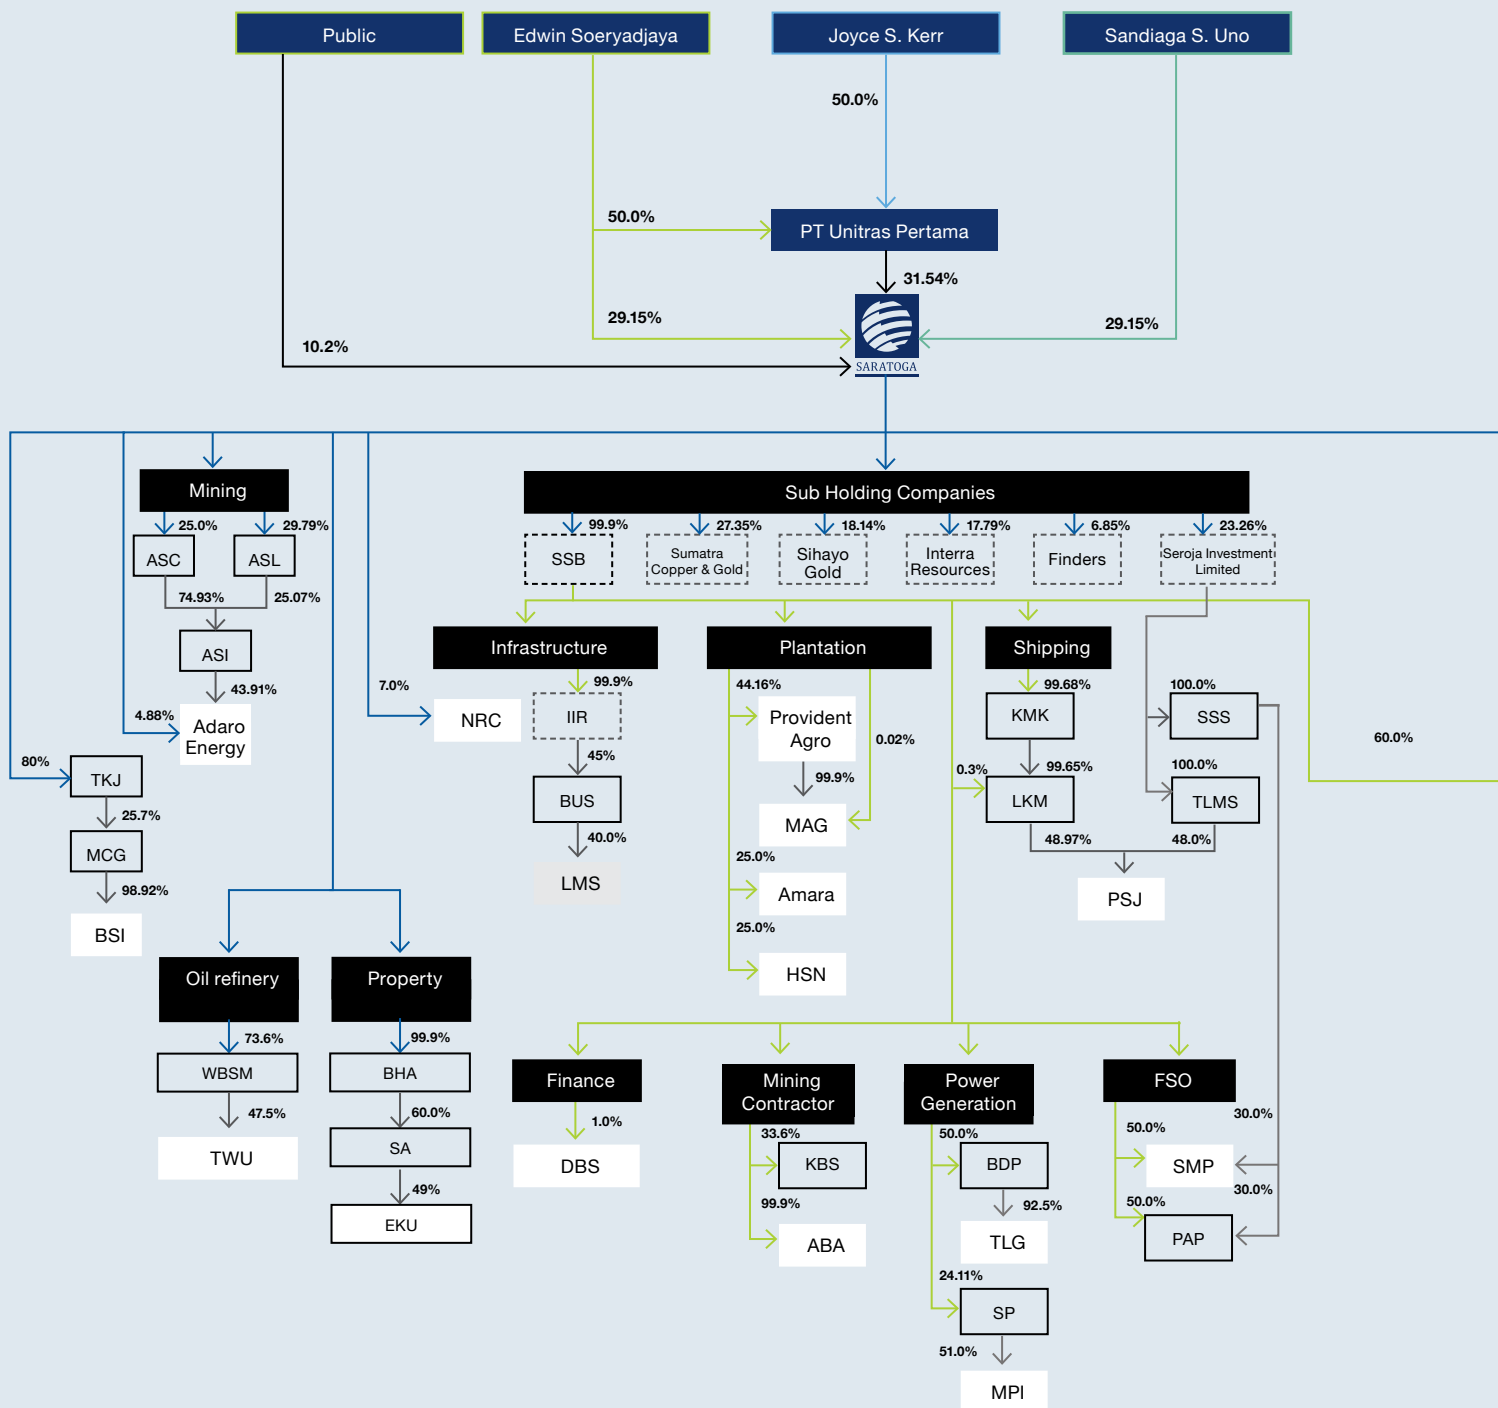 Public
Edwin Soeryadjaya
Joyce S. Kerr
Sandiaga S. Uno
50.0%
50.0%
PT Unitras Pertama
31.54%
29.15%
29.15%
10.2%
SARATOGA
Mining
Sub Holding Companies
25.0%
29.79%
99.9%
27.35%
18.14%
17.79%
6.85%
23.26%
ASC
ASL
SSB
Sumatra
Copper & Gold
Sihayo
Gold
Interra
Resources
Finders
Seroja Investment
Limited
74.93%
25.07%
ASI
Infrastructure
Plantation
Shipping
43.91%
7.0%
99.9%
44.16%
99.68%
100.0%
4.88%
Adaro
Energy
NRC
IIR
Provident
Agro
0.02%
KMK
SSS
60.0%
80%
TKJ
45%
99.9%
0.3%
99.65%
100.0%
25.7%
BUS
MAG
LKM
TLMS
MCG
40.0%
25.0%
48.97%
48.0%
98.92%
LMS
Amara
PSJ
BSI
25.0%
HSN
Oil refinery
Property
73.6%
99.9%
WBSM
BHA
Finance
Mining
Contractor
Power
Generation
FSO
47.5%
60.0%
1.0%
33.6%
50.0%
50.0%
30.0%
TWU
SA
DBS
KBS
BDP
SMP
49%
99.9%
92.5%
50.0%
30.0%
EKU
ABA
TLG
PAP
24.11%
SP
51.0%
MPI